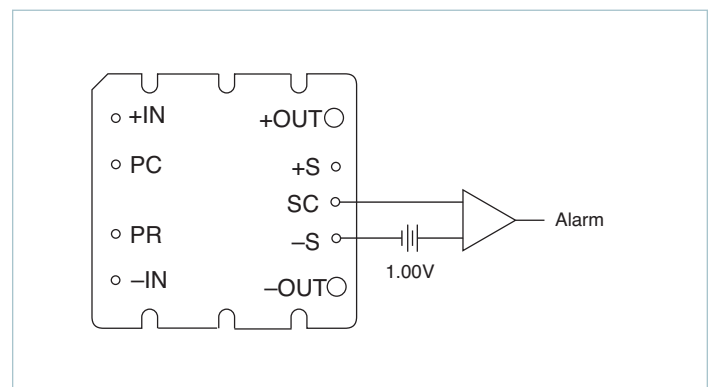 +IN
+OUT
PC
+S
SC
Alarm
PR
–S
1.00V
–IN
–OUT